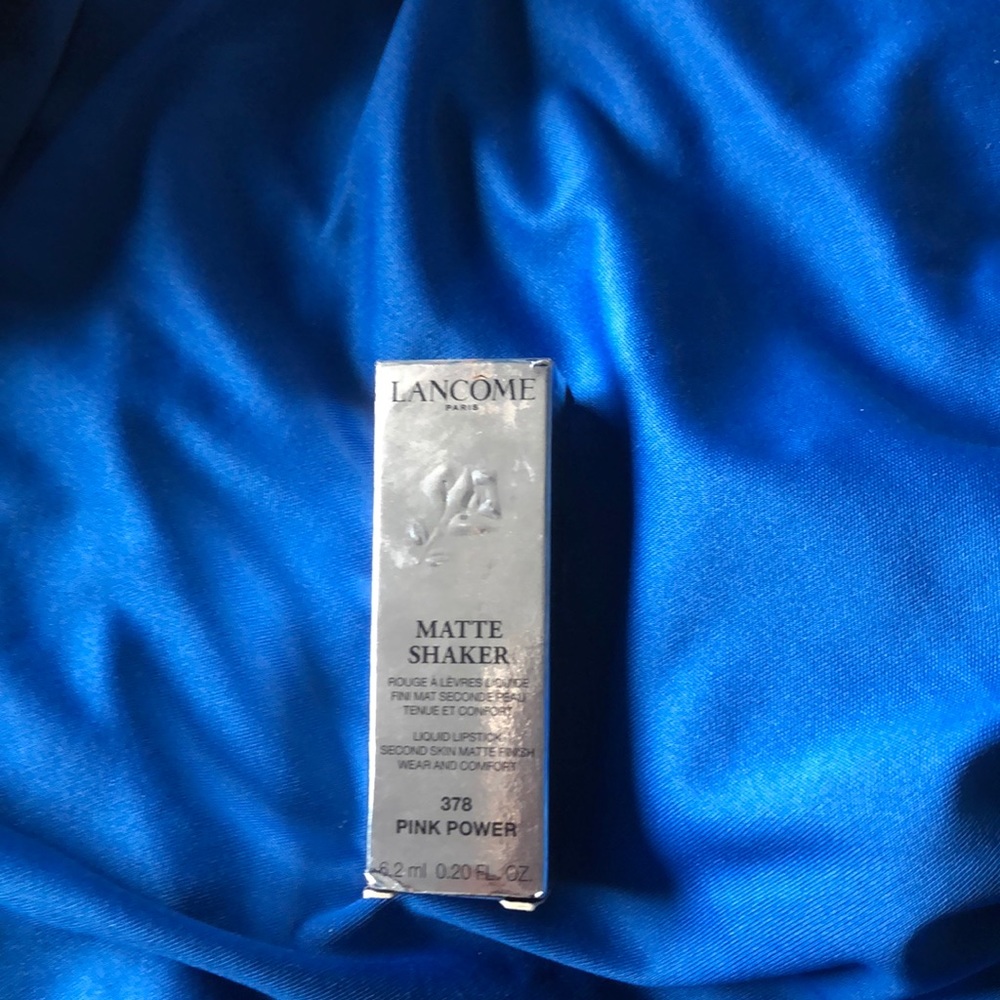 LANCÔME
PARIS
MATTE
SHAKER
ROUGE À LÈVRES LIQUIDE
FINI MAT SECONDE PEAU
TENUE ET CONFORT
LIQUID LIPSTICK
SECOND SKIN MATTE FINISH
WEAR AND COMFORT
378
PINK POWER
6.2 ml 0.20 FL. OZ.